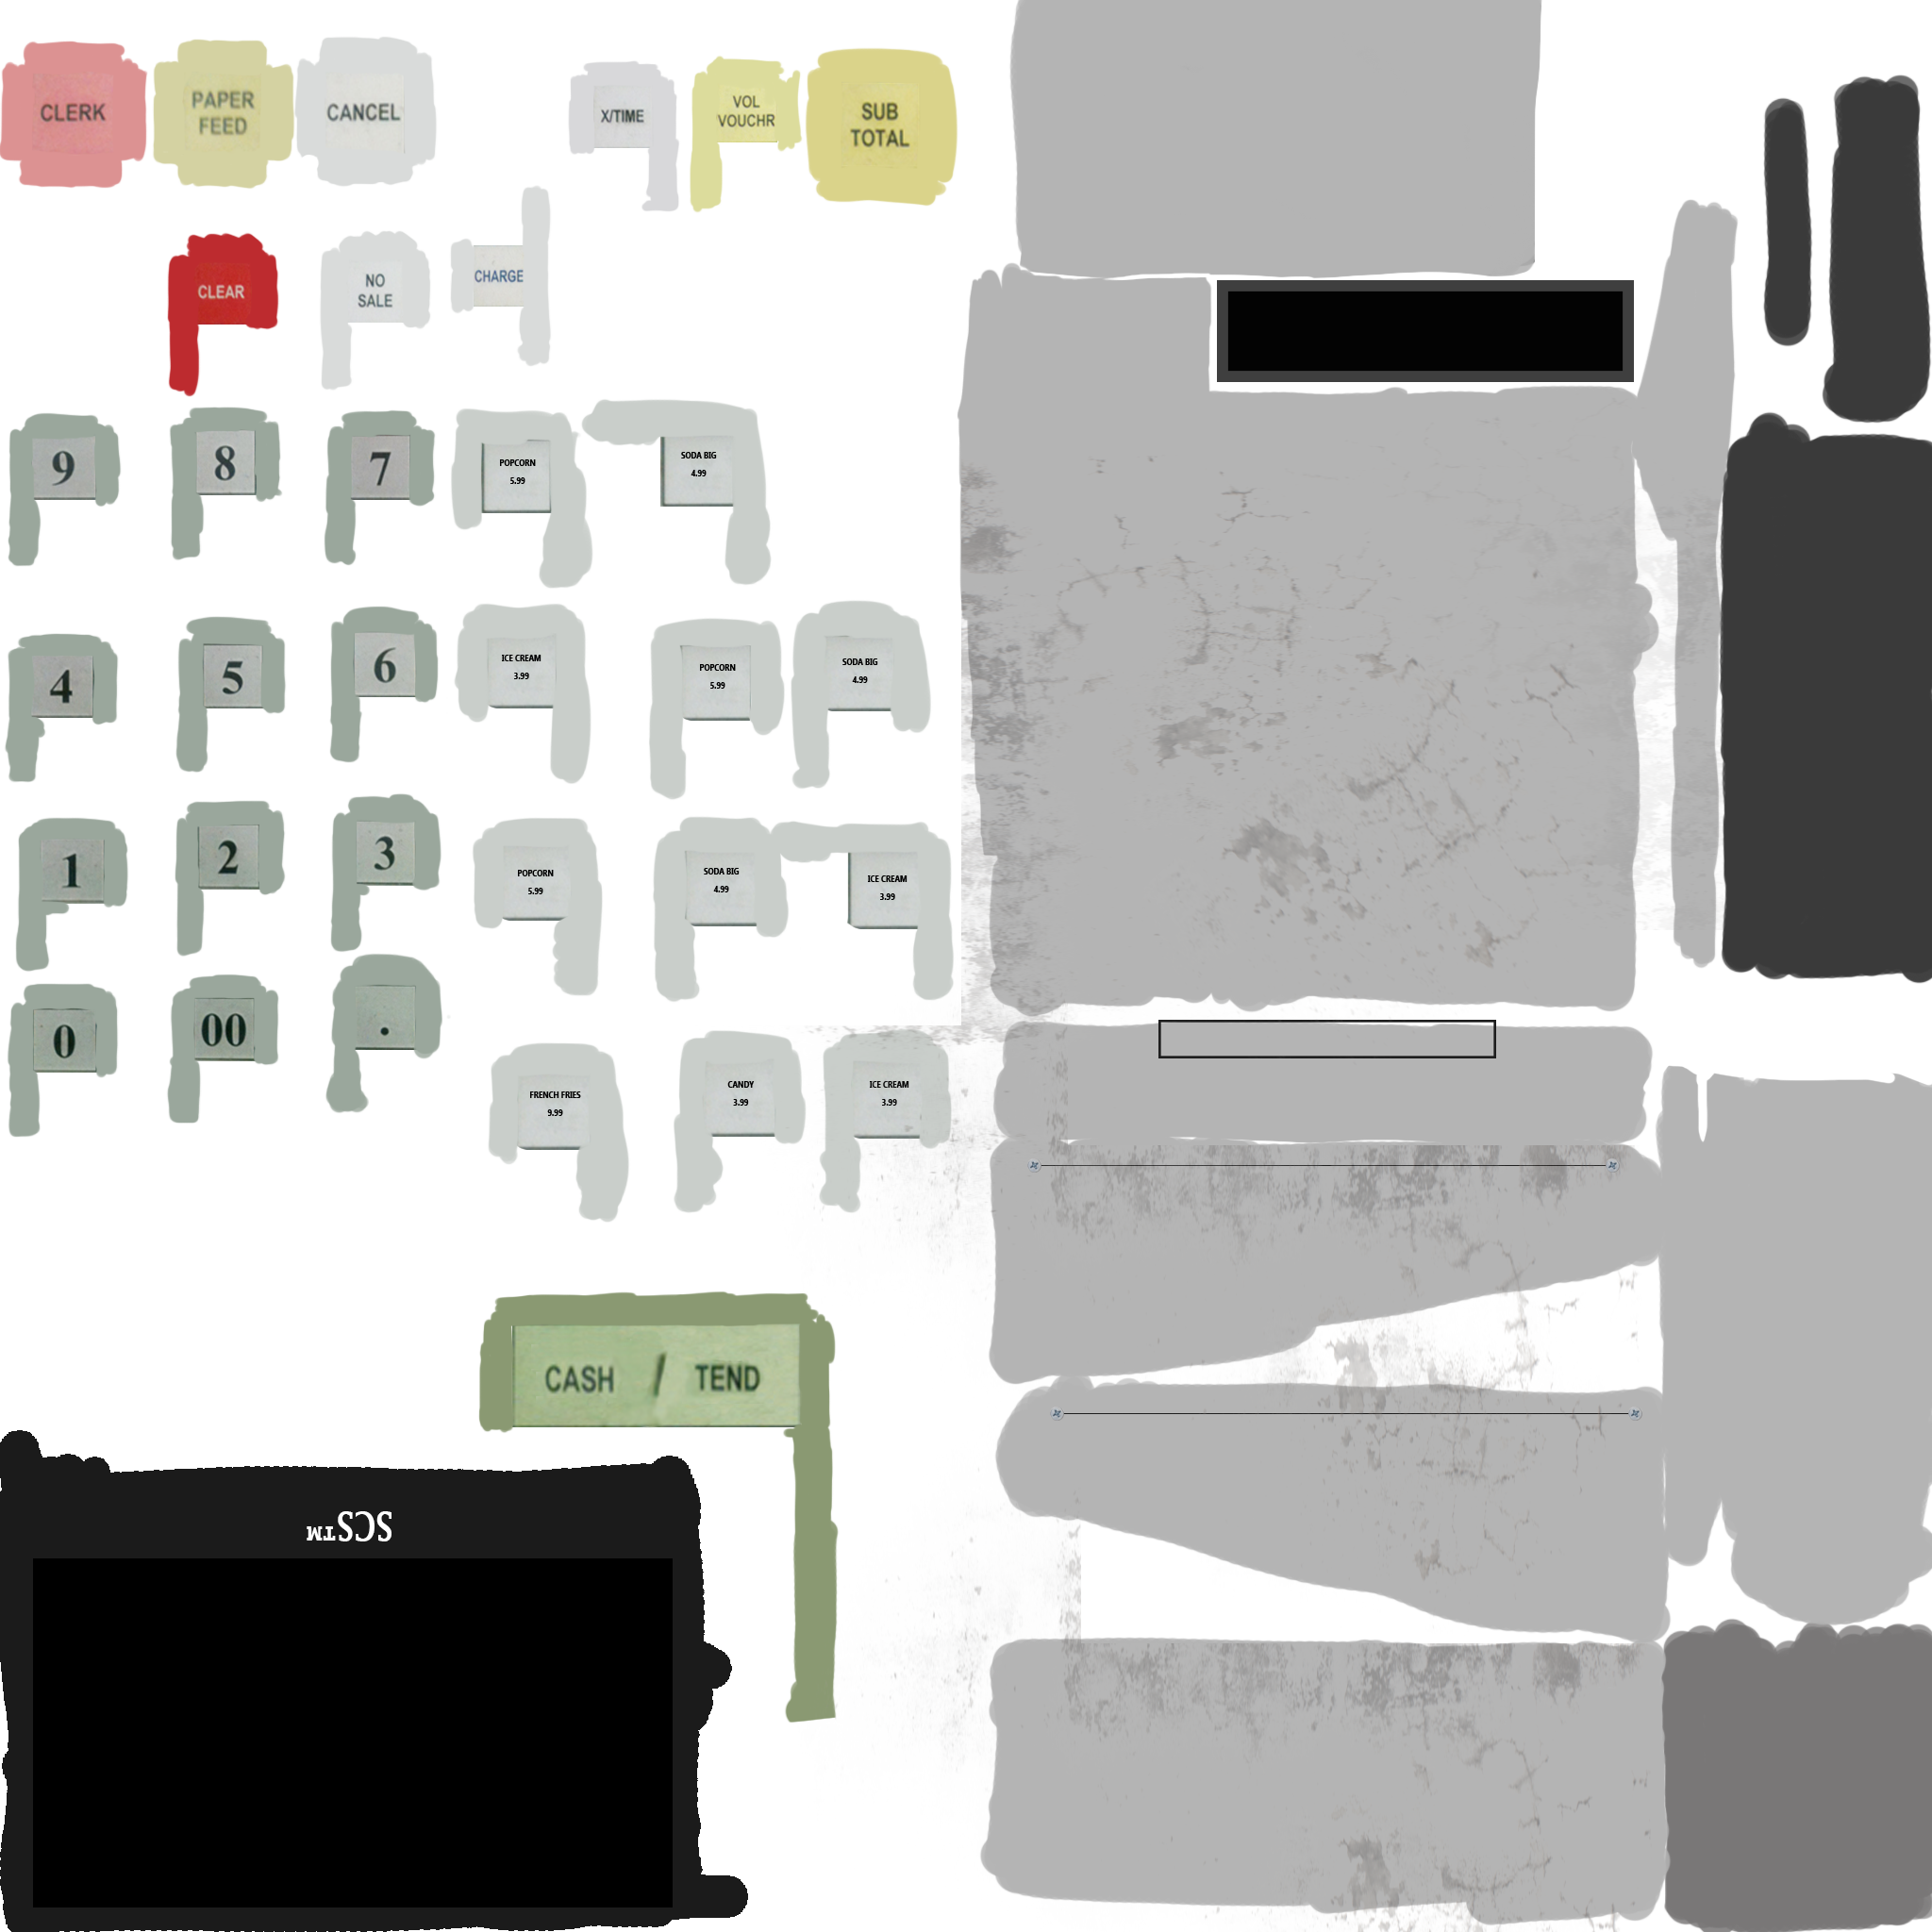 CLERK
PAPER
FEED
CANCEL
X/TIME
VOL
VOUCHR
SUB
TOTAL
CLEAR
NO
SALE
CHARGE
9
8
7
POPCORN
5.99
SODA BIG
4.99
4
5
6
ICE CREAM
3.99
POPCORN
5.99
SODA BIG
4.99
1
2
3
POPCORN
5.99
SODA BIG
4.99
ICE CREAM
3.99
0
00
.
FRENCH FRIES
9.99
CANDY
3.99
ICE CREAM
3.99
CASH / TEND
SCS™